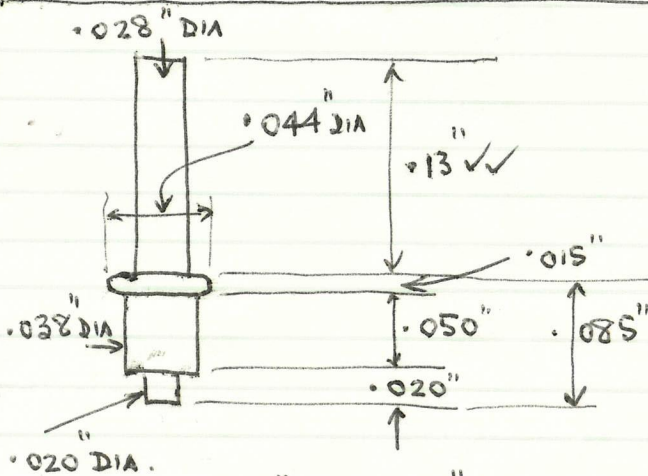 .028" DIA
.044" DIA
.13" ✓✓
.015"
.038" DIA
.050"
.085"
.020"
.020" DIA.